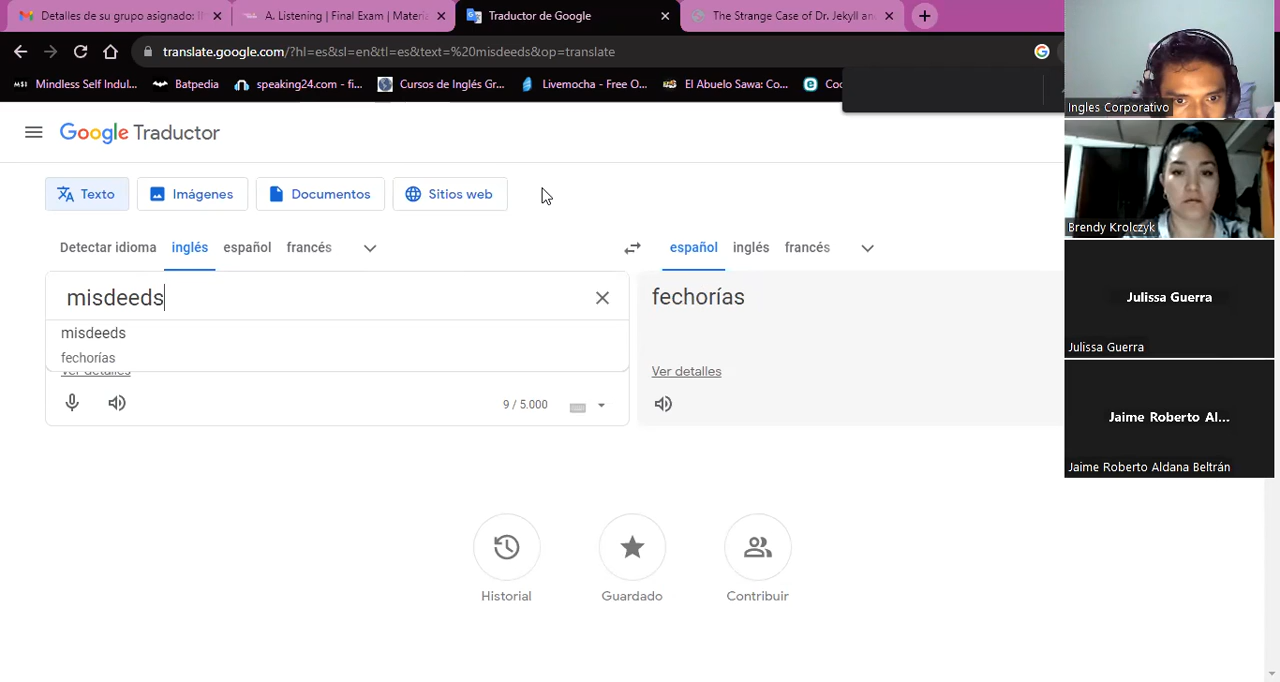 Detalles de su grupo asignado: I
A. Listening | Final Exam | Materia
Traductor de Google
The Strange Case of Dr. Jekyll an
translate.google.com/?hl=es&sl=en&tl=es&text=%20misdeeds&op=translate
Mindless Self Indul...
Batpedia
speaking24.com - fi...
Cursos de Inglés Gr...
Livemocha - Free O...
El Abuelo Sawa: Co...
Google Traductor
Texto
Imágenes
Documentos
Sitios web
Detectar idioma
inglés
español
francés
español
inglés
francés
misdeeds
fechorías
misdeeds
fechorías
Ver detalles
Ver detalles
9 / 5.000
Historial
Guardado
Contribuir
Ingles Corporativo
Brendy Krolczyk
Julissa Guerra
Julissa Guerra
Jaime Roberto Al...
Jaime Roberto Aldana Beltrán